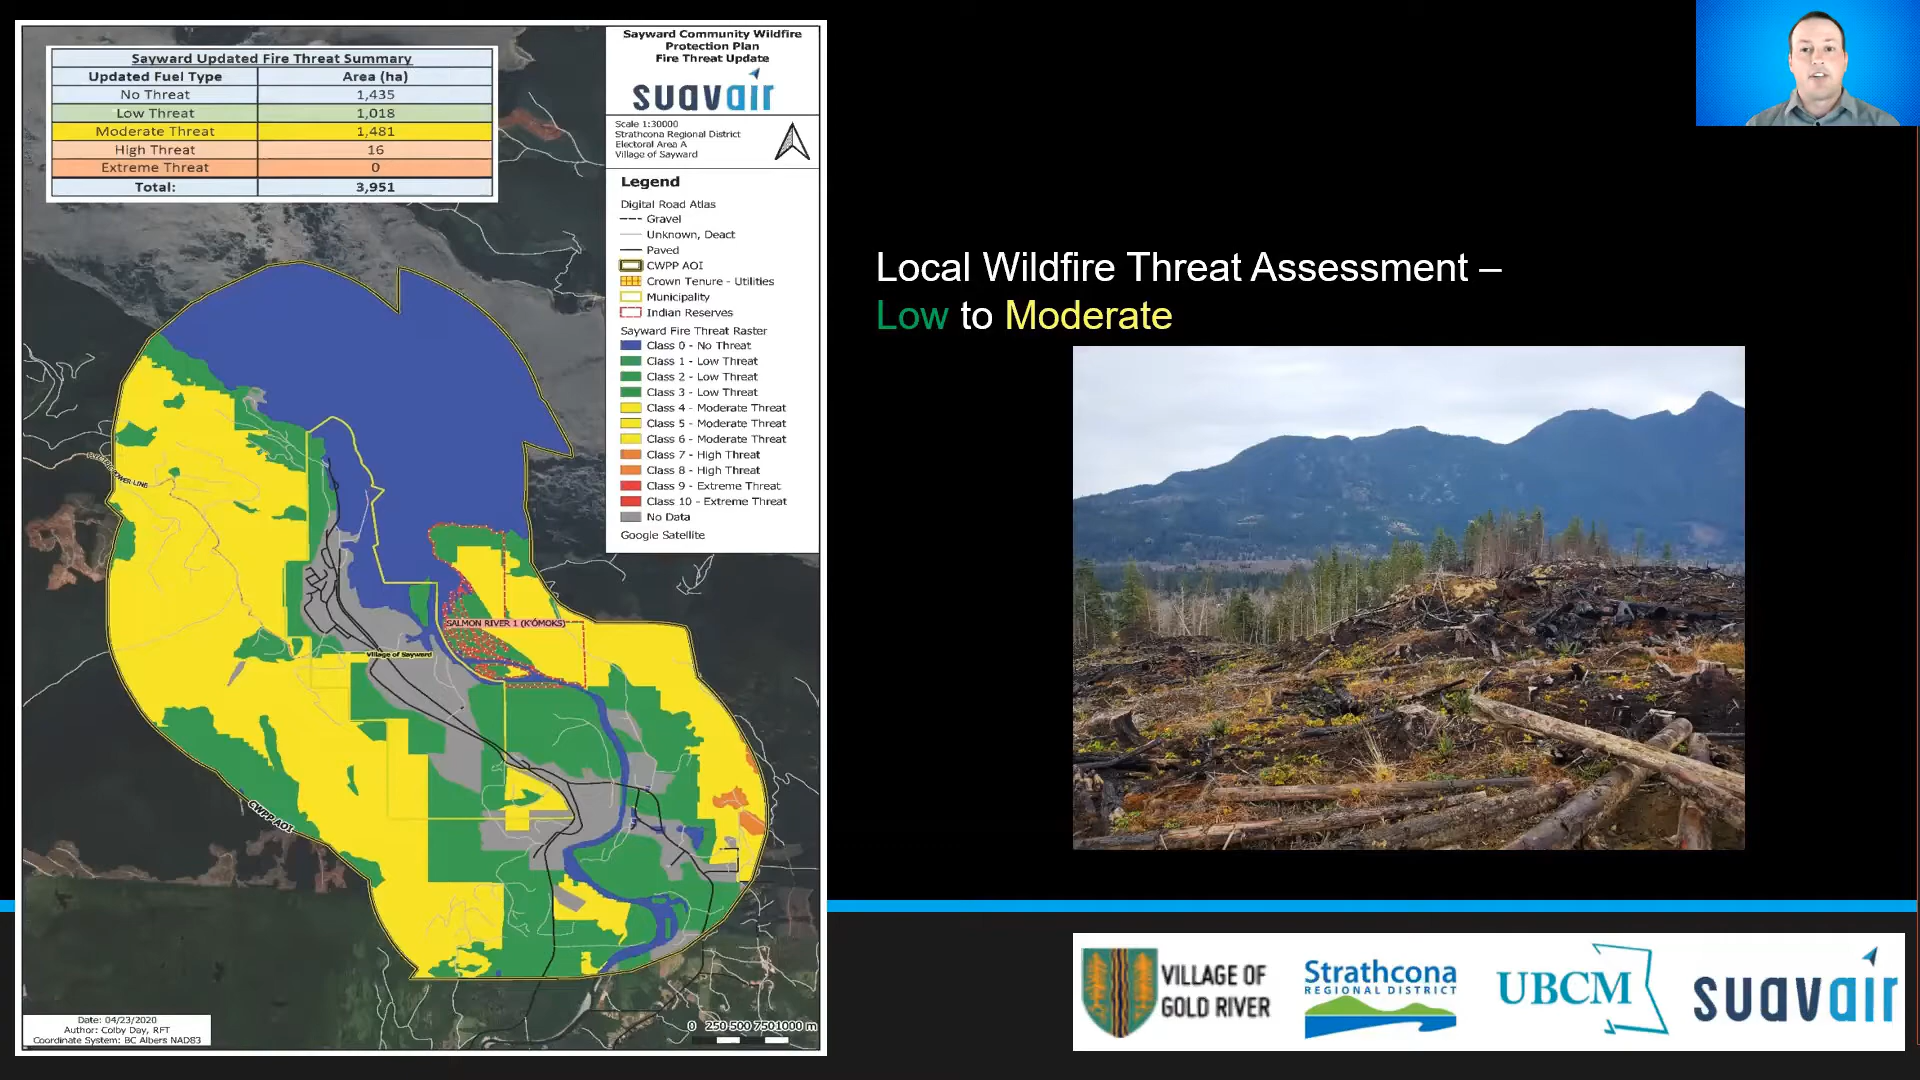 Sayward Updated Fire Threat Summary
Updated Fuel Type Area (ha)
No Threat 1,435
Low Threat 1,018
Moderate Threat 1,481
High Threat 16
Extreme Threat 0
Total: 3,951
Sayward Community Wildfire
Protection Plan
Fire Threat Update
suavair
Scale 1:30000
Strathcona Regional District
Electoral Area A
Village of Sayward
Legend
Digital Road Atlas
Gravel
Unknown, Deact
Paved
CWPP AOI
Crown Tenure - Utilities
Municipality
Indian Reserves
Sayward Fire Threat Raster
Class 0 - No Threat
Class 1 - Low Threat
Class 2 - Low Threat
Class 3 - Low Threat
Class 4 - Moderate Threat
Class 5 - Moderate Threat
Class 6 - Moderate Threat
Class 7 - High Threat
Class 8 - High Threat
Class 9 - Extreme Threat
Class 10 - Extreme Threat
No Data
Google Satellite
SALMON RIVER 1 (K'ÓMOKS)
Village of Sayward
CWPP AOI
Date: 04/23/2020
Author: Colby Day, RFT
Coordinate System: BC Albers NAD83
0 250 500 7501000 m
Local Wildfire Threat Assessment –
Low to Moderate
VILLAGE OF
GOLD RIVER
Strathcona
REGIONAL DISTRICT
UBCM
suavair